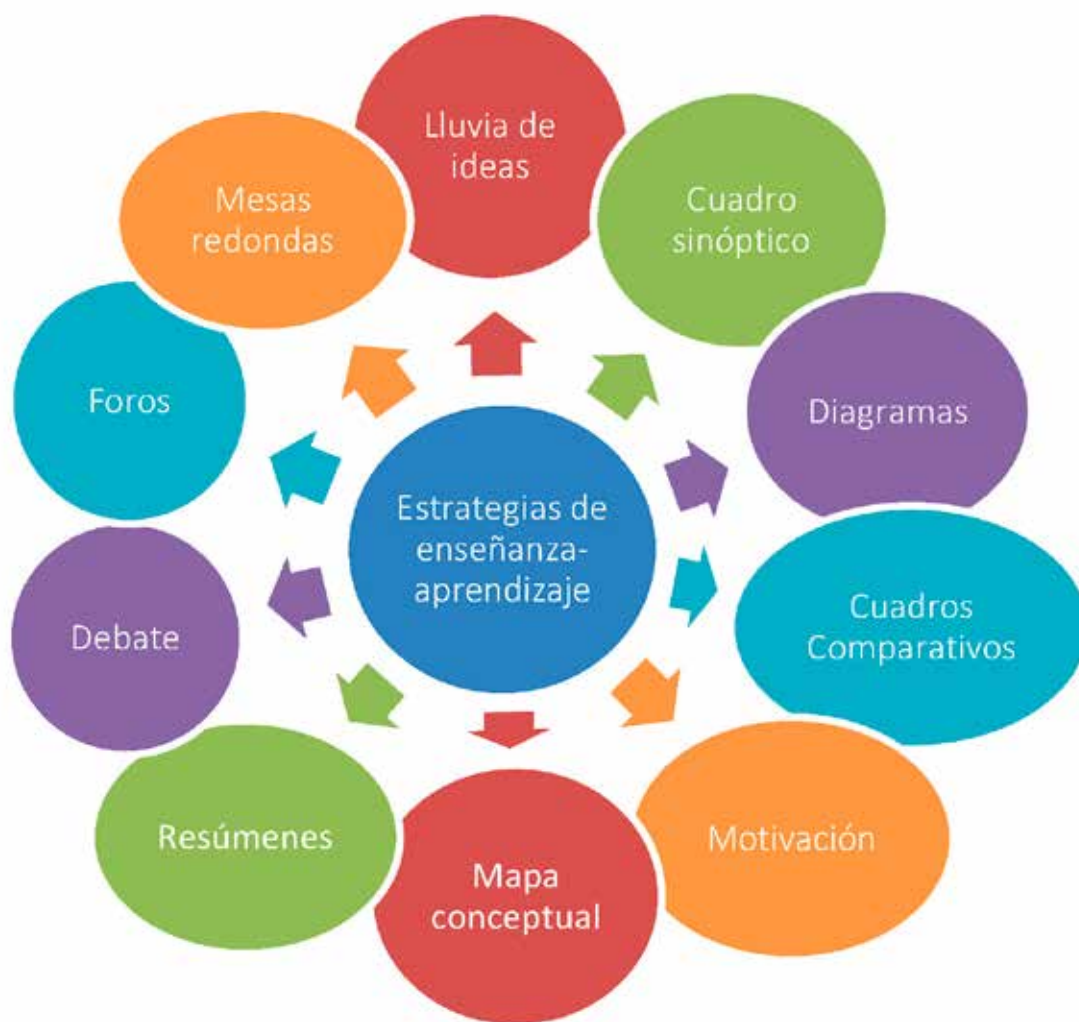 Lluvia de
ideas
Cuadro
sinóptico
Diagramas
Cuadros
Comparativos
Motivación
Mapa
conceptual
Resúmenes
Debate
Foros
Mesas
redondas
Estrategias de
enseñanza-
aprendizaje